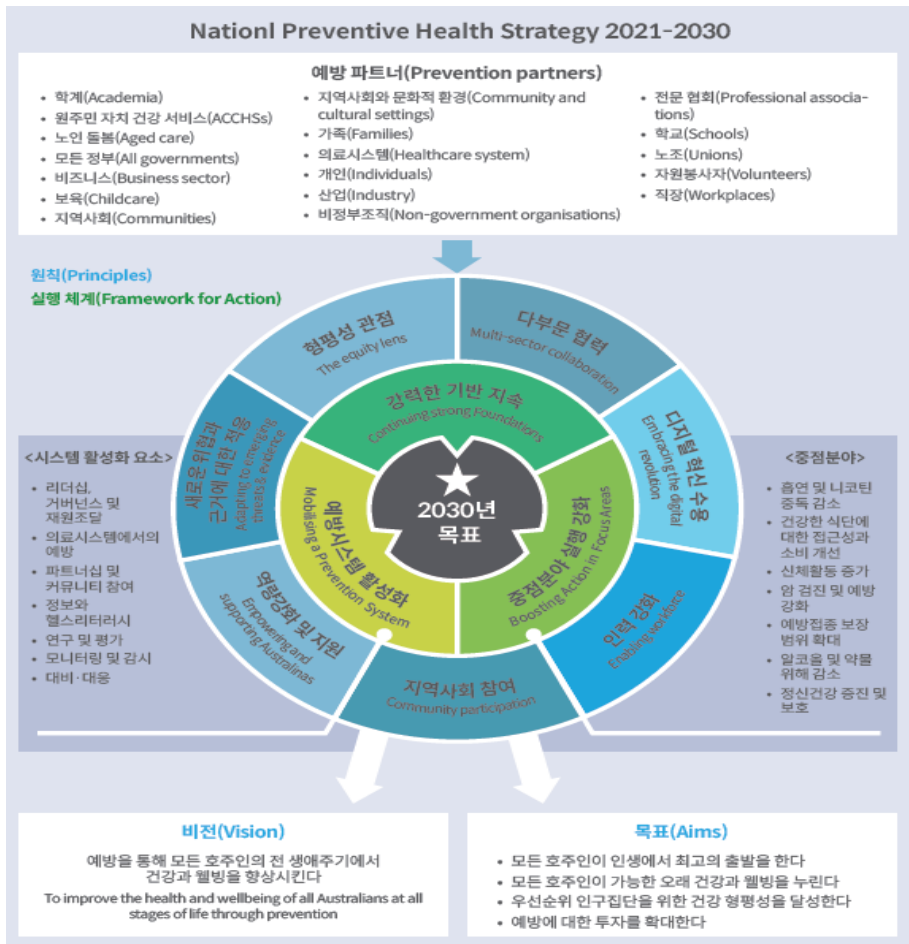 Nationl Preventive Health Strategy 2021-2030
예방 파트너(Prevention partners)
• 학계(Academia)
• 원주민 자치 건강 서비스(ACCHSs)
• 노인 돌봄(Aged care)
• 모든 정부(All governments)
• 비즈니스(Business sector)
• 보육(Childcare)
• 지역사회(Communities)
• 지역사회와 문화적 환경(Community and
cultural settings)
• 가족(Families)
• 의료시스템(Healthcare system)
• 개인(Individuals)
• 산업(Industry)
• 비정부조직(Non-government organisations)
• 전문 협회(Professional associa-
tions)
• 학교(Schools)
• 노조(Unions)
• 자원봉사자(Volunteers)
• 직장(Workplaces)
원칙(Principles)
실행 체계(Framework for Action)
형평성 관점
The equity lens
다부문 협력
Multi-sector collaboration
디지털 혁신 수용
Embracing the digital
revolution
인력 강화
Enabling workforce
지역사회 참여
Community participation
역량강화 및 지원
Empowering and
supporting Australinas
새로운 위협과
근거에 대한 적응
Adapting to emerging
threats & evidence
강력한 기반 지속
Continuing strong Foundations
중점분야 실행 강화
Boosting Action in Focus Areas
예방시스템 활성화
Mobilising a Prevention System
2030년
목표
<시스템 활성화 요소>
• 리더십,
거버넌스 및
재원조달
• 의료시스템에서의
예방
• 파트너십 및
커뮤니티 참여
• 정보와
헬스리터러시
• 연구 및 평가
• 모니터링 및 감시
• 대비·대응
<중점분야>
• 흡연 및 니코틴
중독 감소
• 건강한 식단에
대한 접근성과
소비 개선
• 신체활동 증가
• 암 검진 및 예방
강화
• 예방접종 보장
범위 확대
• 알코올 및 약물
위해 감소
• 정신건강 증진 및
보호
비전(Vision)
예방을 통해 모든 호주인의 전 생애주기에서
건강과 웰빙을 향상시킨다
To improve the health and wellbeing of all Australians at all
stages of life through prevention
목표(Aims)
• 모든 호주인이 인생에서 최고의 출발을 한다
• 모든 호주인이 가능한 오래 건강과 웰빙을 누린다
• 우선순위 인구집단을 위한 건강 형평성을 달성한다
• 예방에 대한 투자를 확대한다